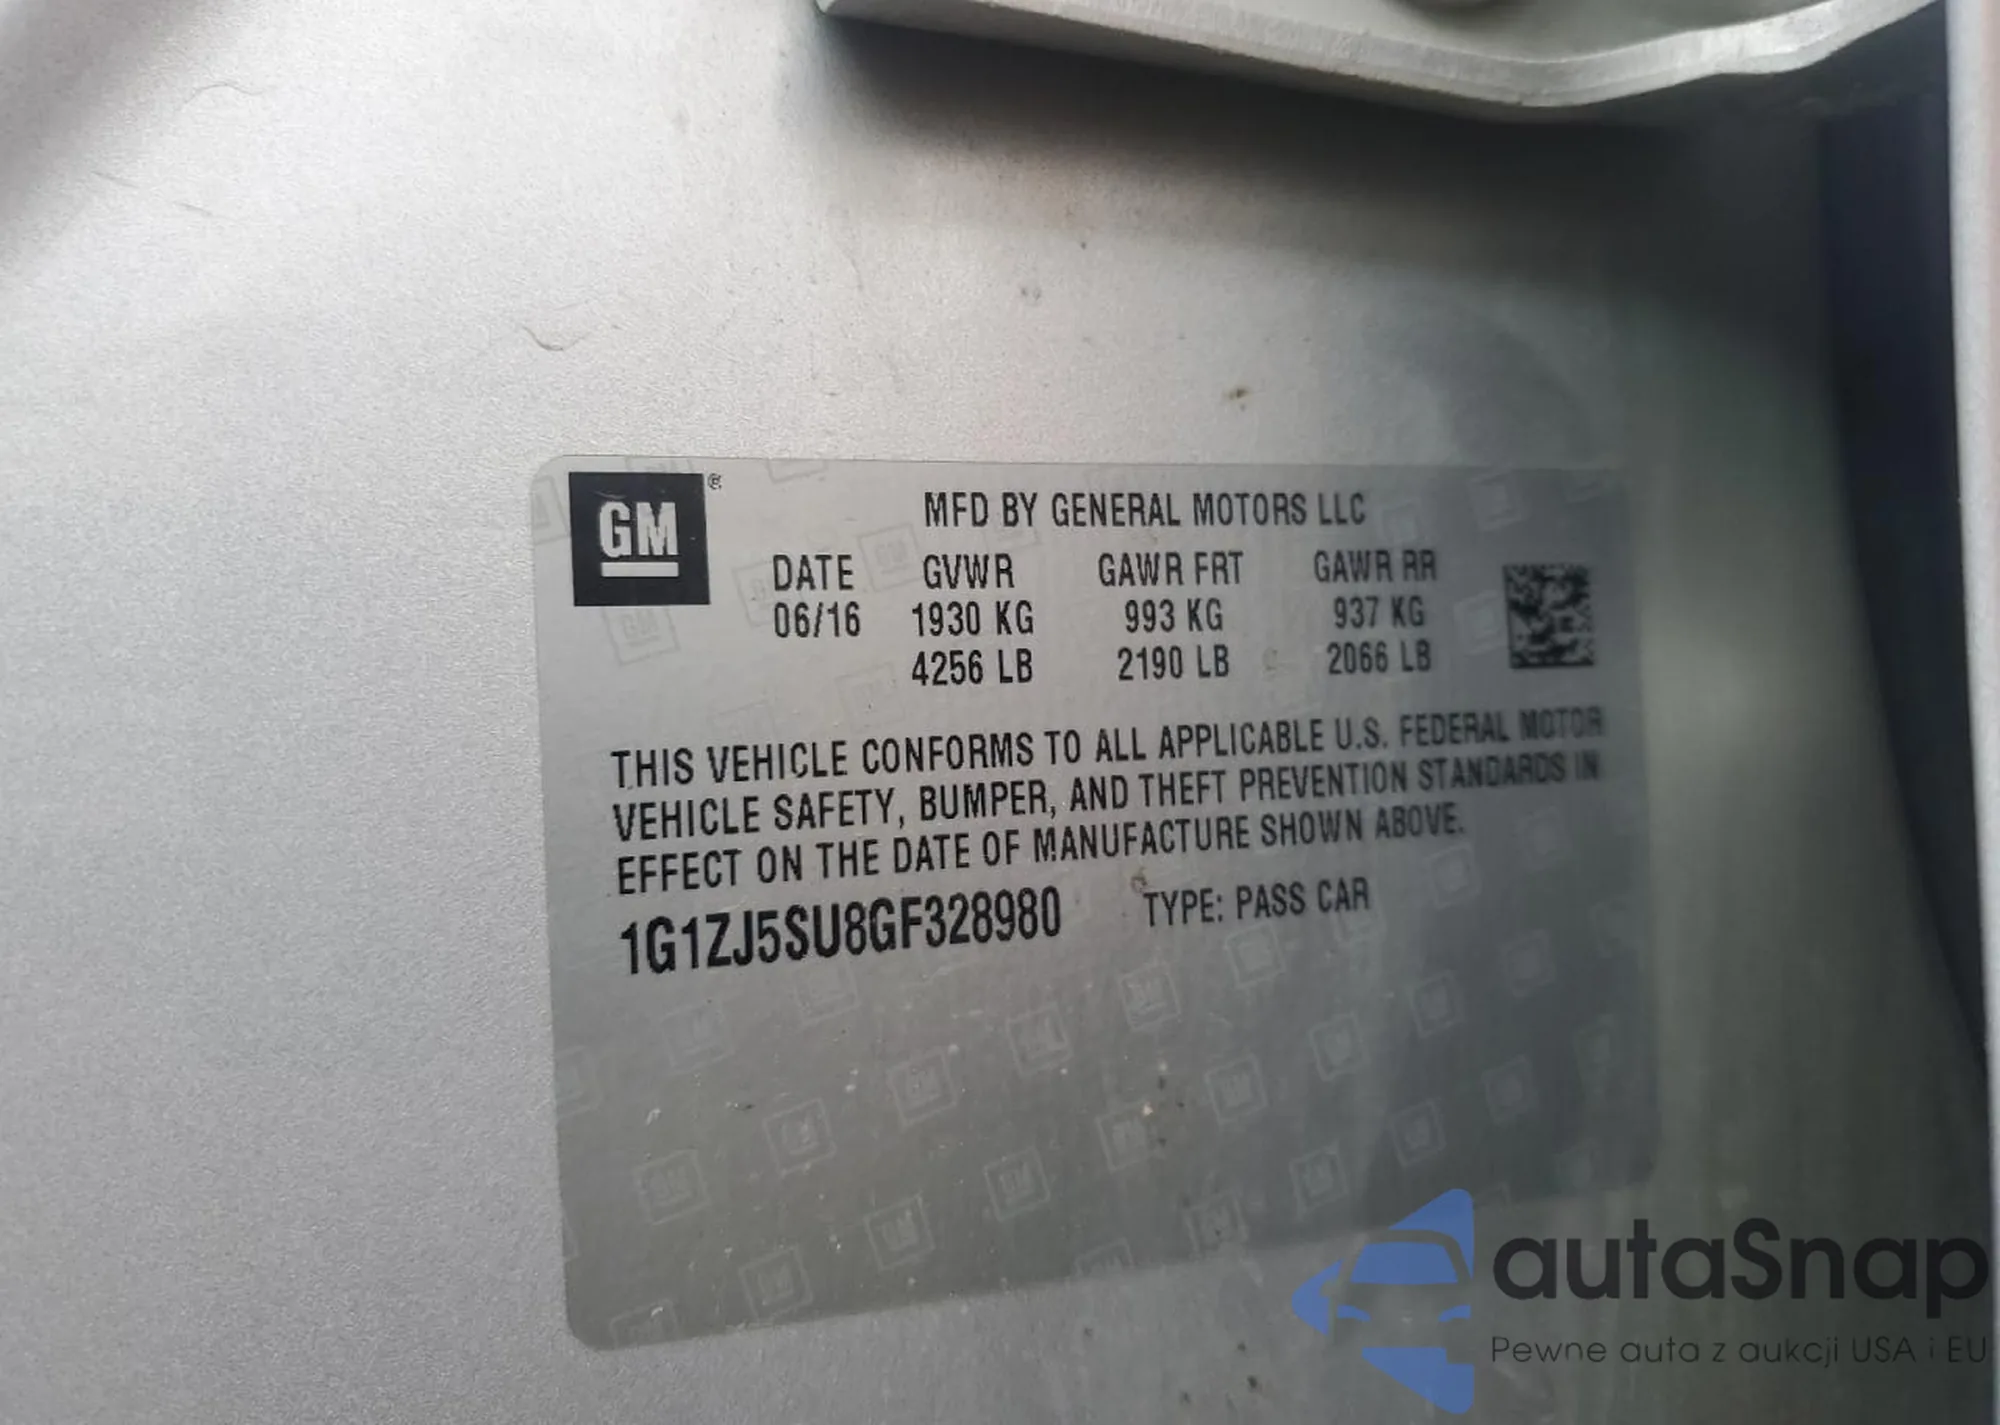 GM®
MFD BY GENERAL MOTORS LLC
DATE GVWR GAWR FRT GAWR RR
06/16 1930 KG 993 KG 937 KG
4256 LB 2190 LB 2066 LB
THIS VEHICLE CONFORMS TO ALL APPLICABLE U.S. FEDERAL MOTOR
VEHICLE SAFETY, BUMPER, AND THEFT PREVENTION STANDARDS IN
EFFECT ON THE DATE OF MANUFACTURE SHOWN ABOVE.
1G1ZJ5SU8GF328980 TYPE: PASS CAR
autaSnap
Pewne auta z aukcji USA i EU